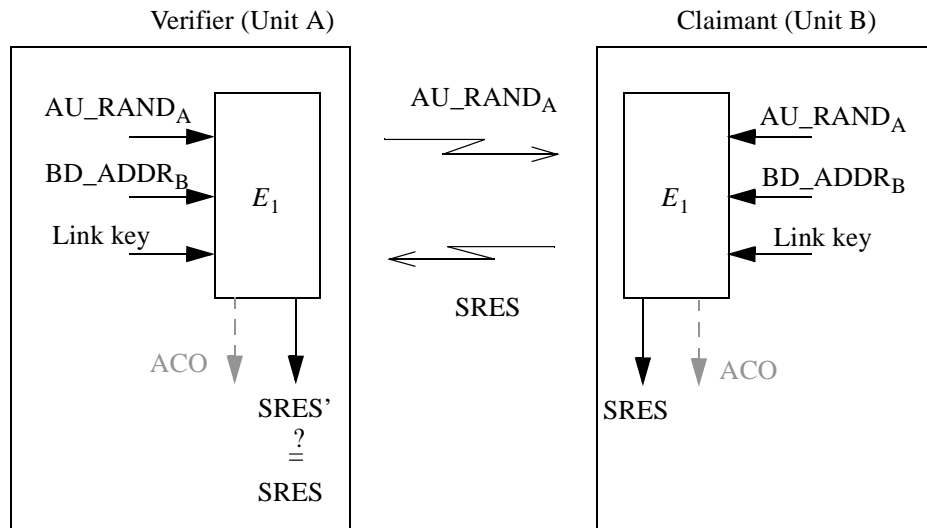 Verifier (Unit A)
Claimant (Unit B)
AU_RANDA
BD_ADDRB
Link key
E1
ACO
SRES’
?
=
SRES
AU_RANDA
SRES
E1
AU_RANDA
BD_ADDRB
Link key
SRES
ACO